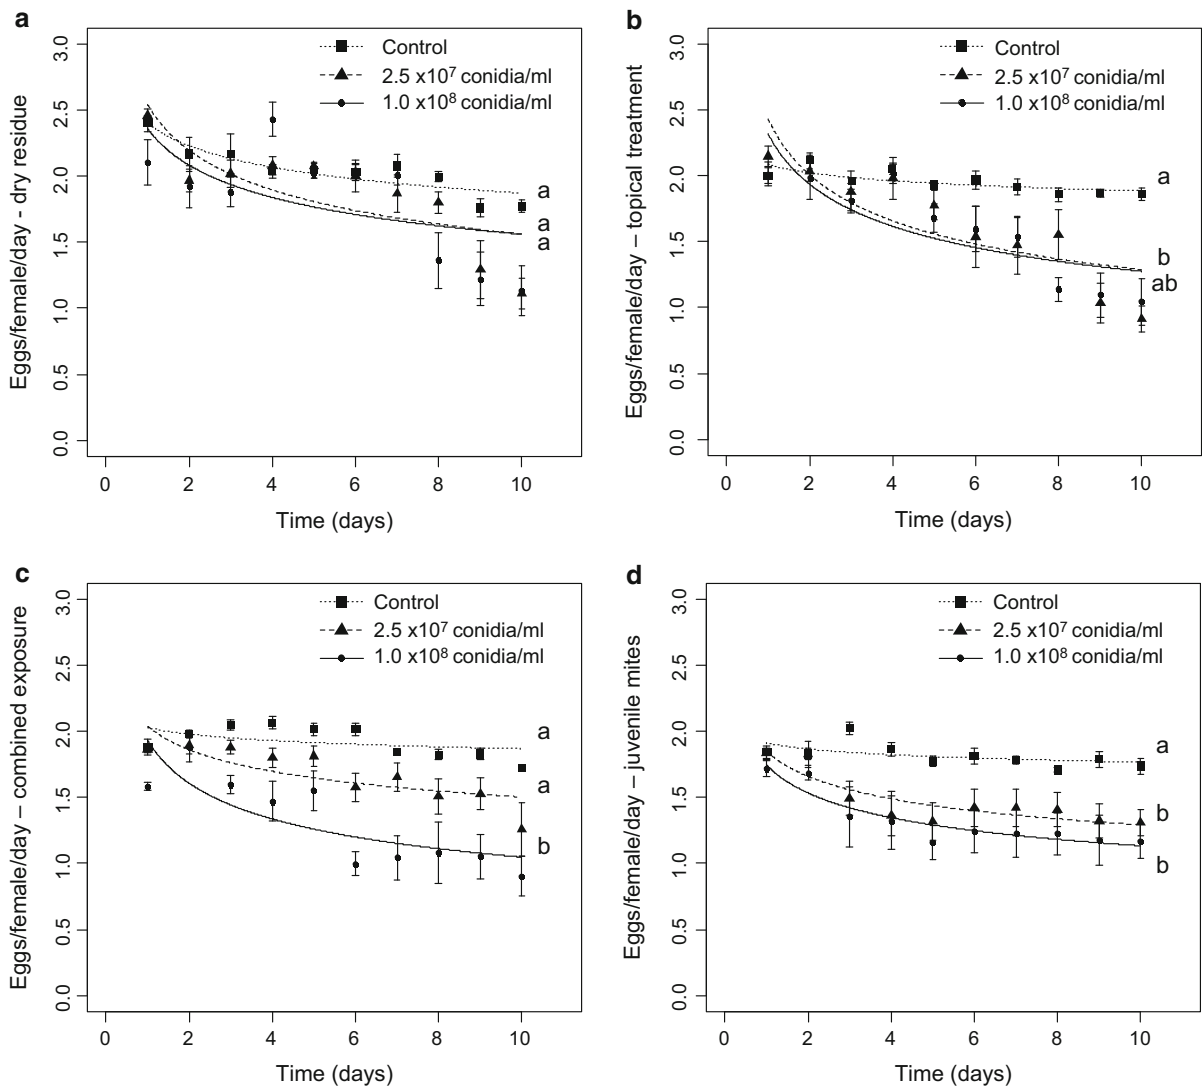 a
Control
2.5 x10⁷ conidia/ml
1.0 x10⁸ conidia/ml
3.0
2.5
2.0
1.5
1.0
0.5
0.0
Eggs/female/day - dry residue
a
a
a
0 2 4 6 8 10
Time (days)
b
Control
2.5 x10⁷ conidia/ml
1.0 x10⁸ conidia/ml
3.0
2.5
2.0
1.5
1.0
0.5
0.0
Eggs/female/day – topical treatment
a
b
ab
0 2 4 6 8 10
Time (days)
c
Control
2.5 x10⁷ conidia/ml
1.0 x10⁸ conidia/ml
3.0
2.5
2.0
1.5
1.0
0.5
0.0
Eggs/female/day – combined exposure
a
a
b
0 2 4 6 8 10
Time (days)
d
Control
2.5 x10⁷ conidia/ml
1.0 x10⁸ conidia/ml
3.0
2.5
2.0
1.5
1.0
0.5
0.0
Eggs/female/day – juvenile mites
a
b
b
0 2 4 6 8 10
Time (days)